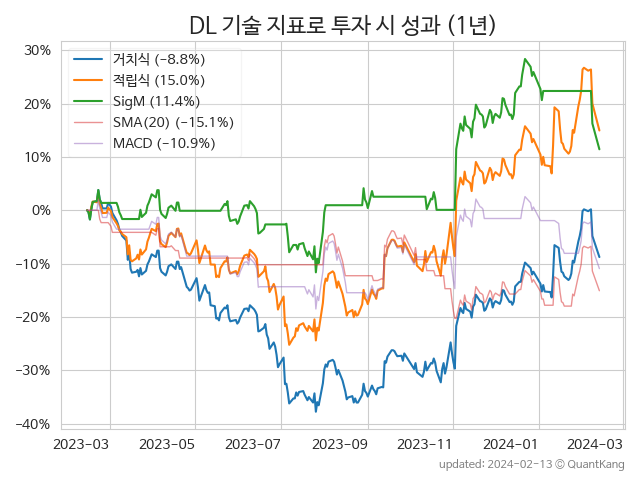 DL 기술 지표로 투자 시 성과 (1년)
30%
20%
10%
0%
−10%
−20%
−30%
−40%
거치식 (−8.8%)
적립식 (15.0%)
SigM (11.4%)
SMA(20) (−15.1%)
MACD (−10.9%)
2023-03
2023-05
2023-07
2023-09
2023-11
2024-01
2024-03
updated: 2024-02-13 © QuantKang